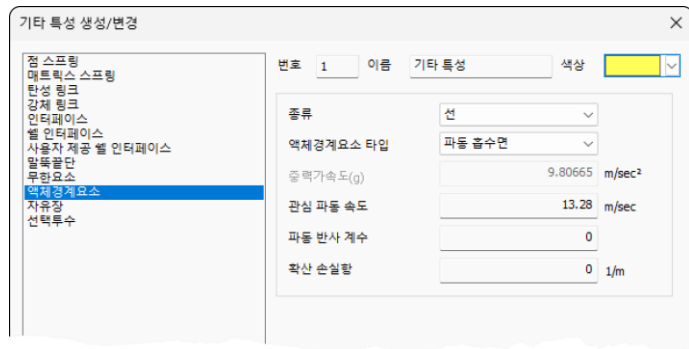 기타 특성 생성/변경
점 스프링
매트릭스 스프링
탄성 링크
강체 링크
인터페이스
쉘 인터페이스
사용자 제공 쉘 인터페이스
말뚝끝단
무한요소
액체경계요소
자유장
선택투수
번호 1 이름 기타 특성 색상
종류 선
액체경계요소 타입 파동 흡수면
중력가속도(g) 9.80665 m/sec²
관심 파동 속도 13.28 m/sec
파동 반사 계수 0
확산 손실항 0 1/m